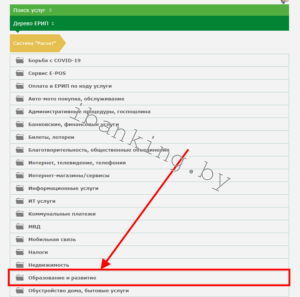 Поиск услуг
Дерево ЕРИП
Система "Расчет"
Борьба с COVID-19
Сервис E-POS
Оплата в ЕРИП по коду услуги
Авто-мото покупка, обслуживание
Административные процедуры, госпошлина
Банковские, финансовые услуги
Билеты, лотереи
Благотворительность, общественные объединения
Интернет, телевидение, телефония
Интернет-магазины/сервисы
Информационные услуги
ИТ услуги
Коммунальные платежи
МВД
Мобильная связь
Налоги
Недвижимость
Образование и развитие
Обустройство дома, бытовые услуги
ibanking.by